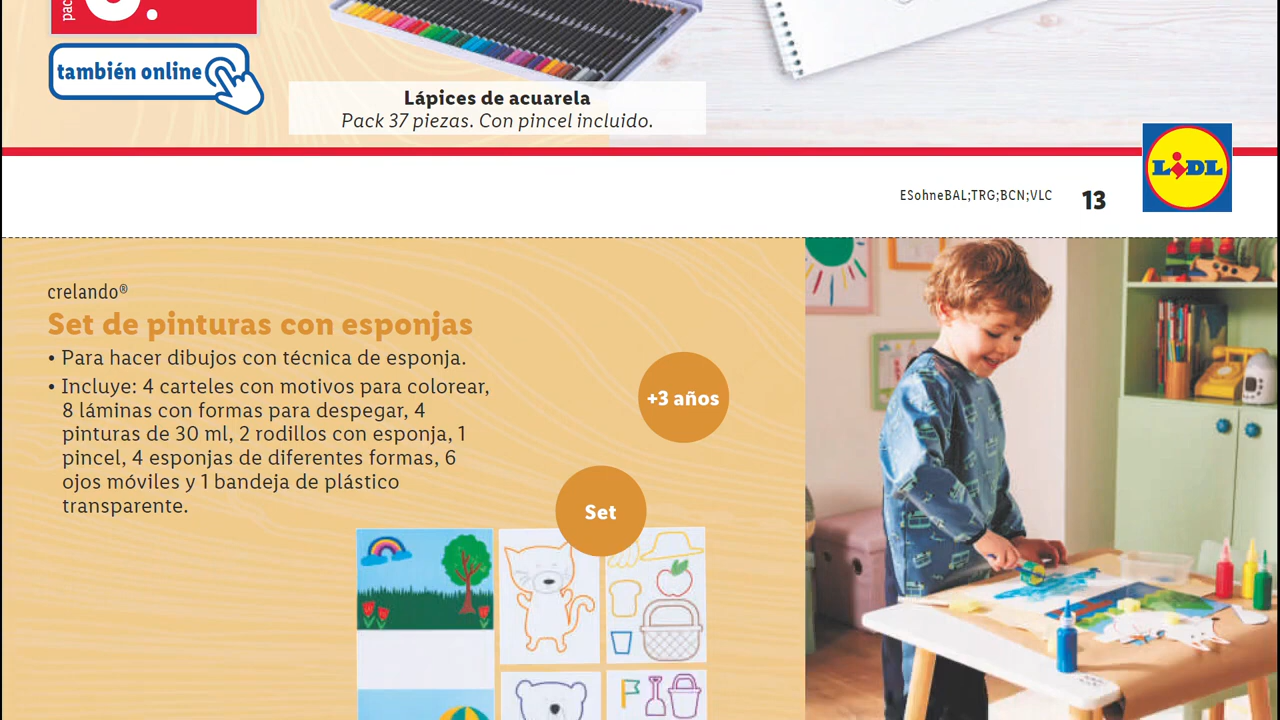 también online
Lápices de acuarela
Pack 37 piezas. Con pincel incluido.
LIDL
ESohneBAL;TRG;BCN;VLC
13
crelando®
Set de pinturas con esponjas
• Para hacer dibujos con técnica de esponja.
• Incluye: 4 carteles con motivos para colorear,
8 láminas con formas para despegar, 4
pinturas de 30 ml, 2 rodillos con esponja, 1
pincel, 4 esponjas de diferentes formas, 6
ojos móviles y 1 bandeja de plástico
transparente.
+3 años
Set